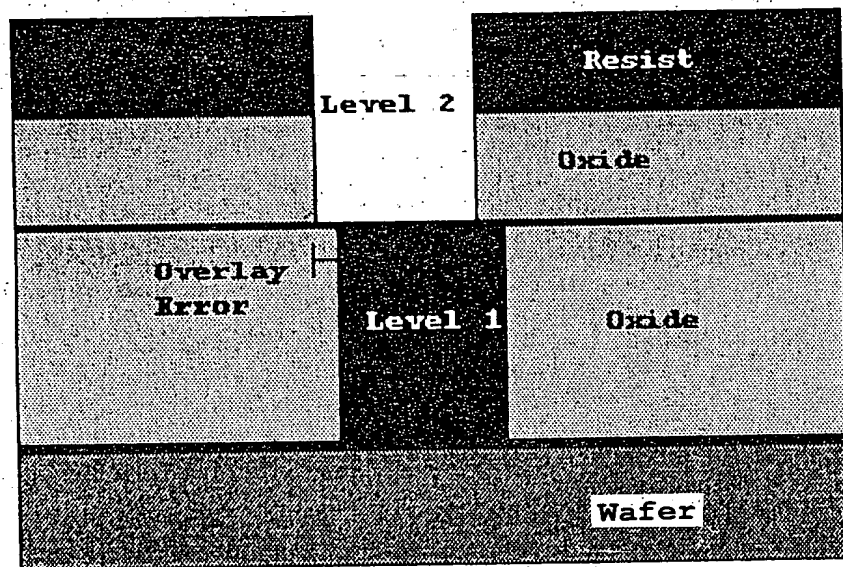 Resist
Level 2
Oxide
Overlay
Error
Level 1
Oxide
Wafer